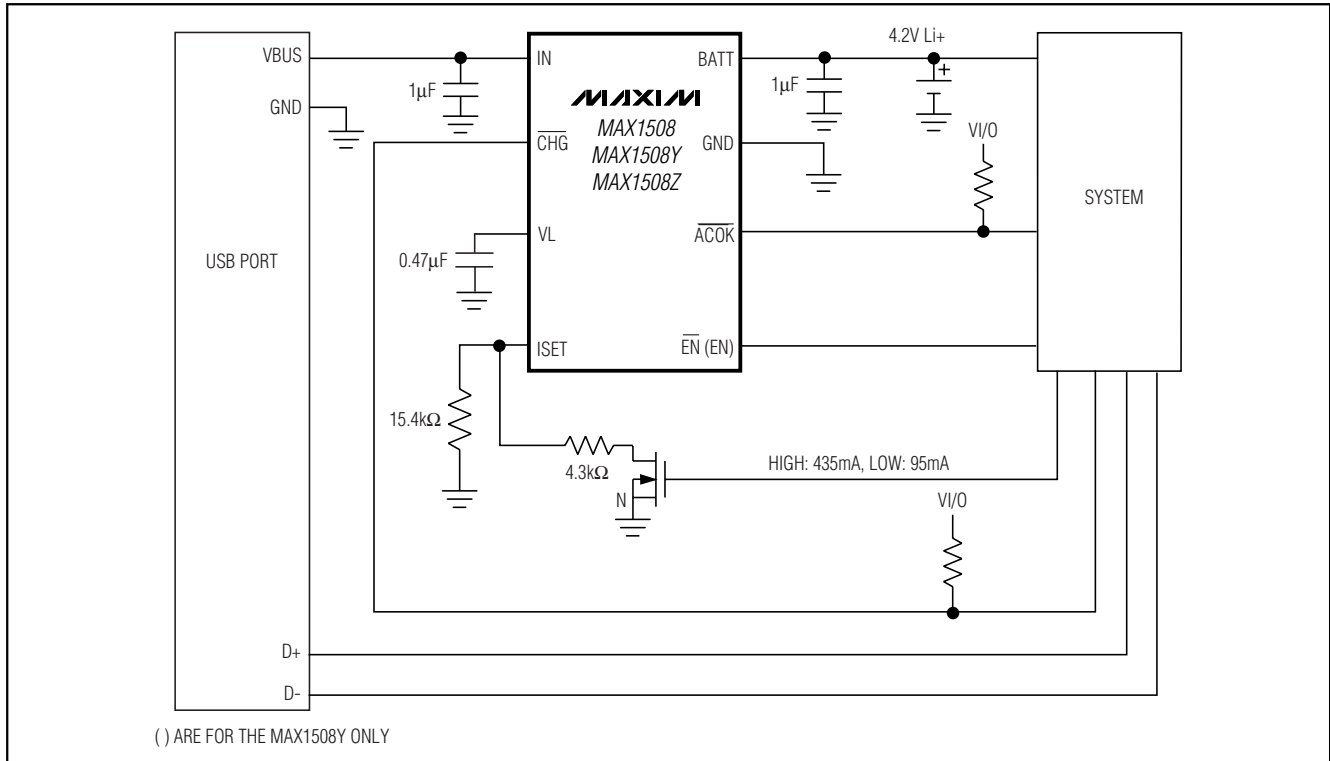 VBUS
GND
USB PORT
D+
D-
1µF
IN
CHG
VL
ISET
MAXIM
MAX1508
MAX1508Y
MAX1508Z
BATT
GND
ACOK
EN (EN)
0.47µF
15.4kΩ
4.3kΩ
N
1µF
4.2V Li+
+
VI/O
SYSTEM
HIGH: 435mA, LOW: 95mA
VI/O
( ) ARE FOR THE MAX1508Y ONLY